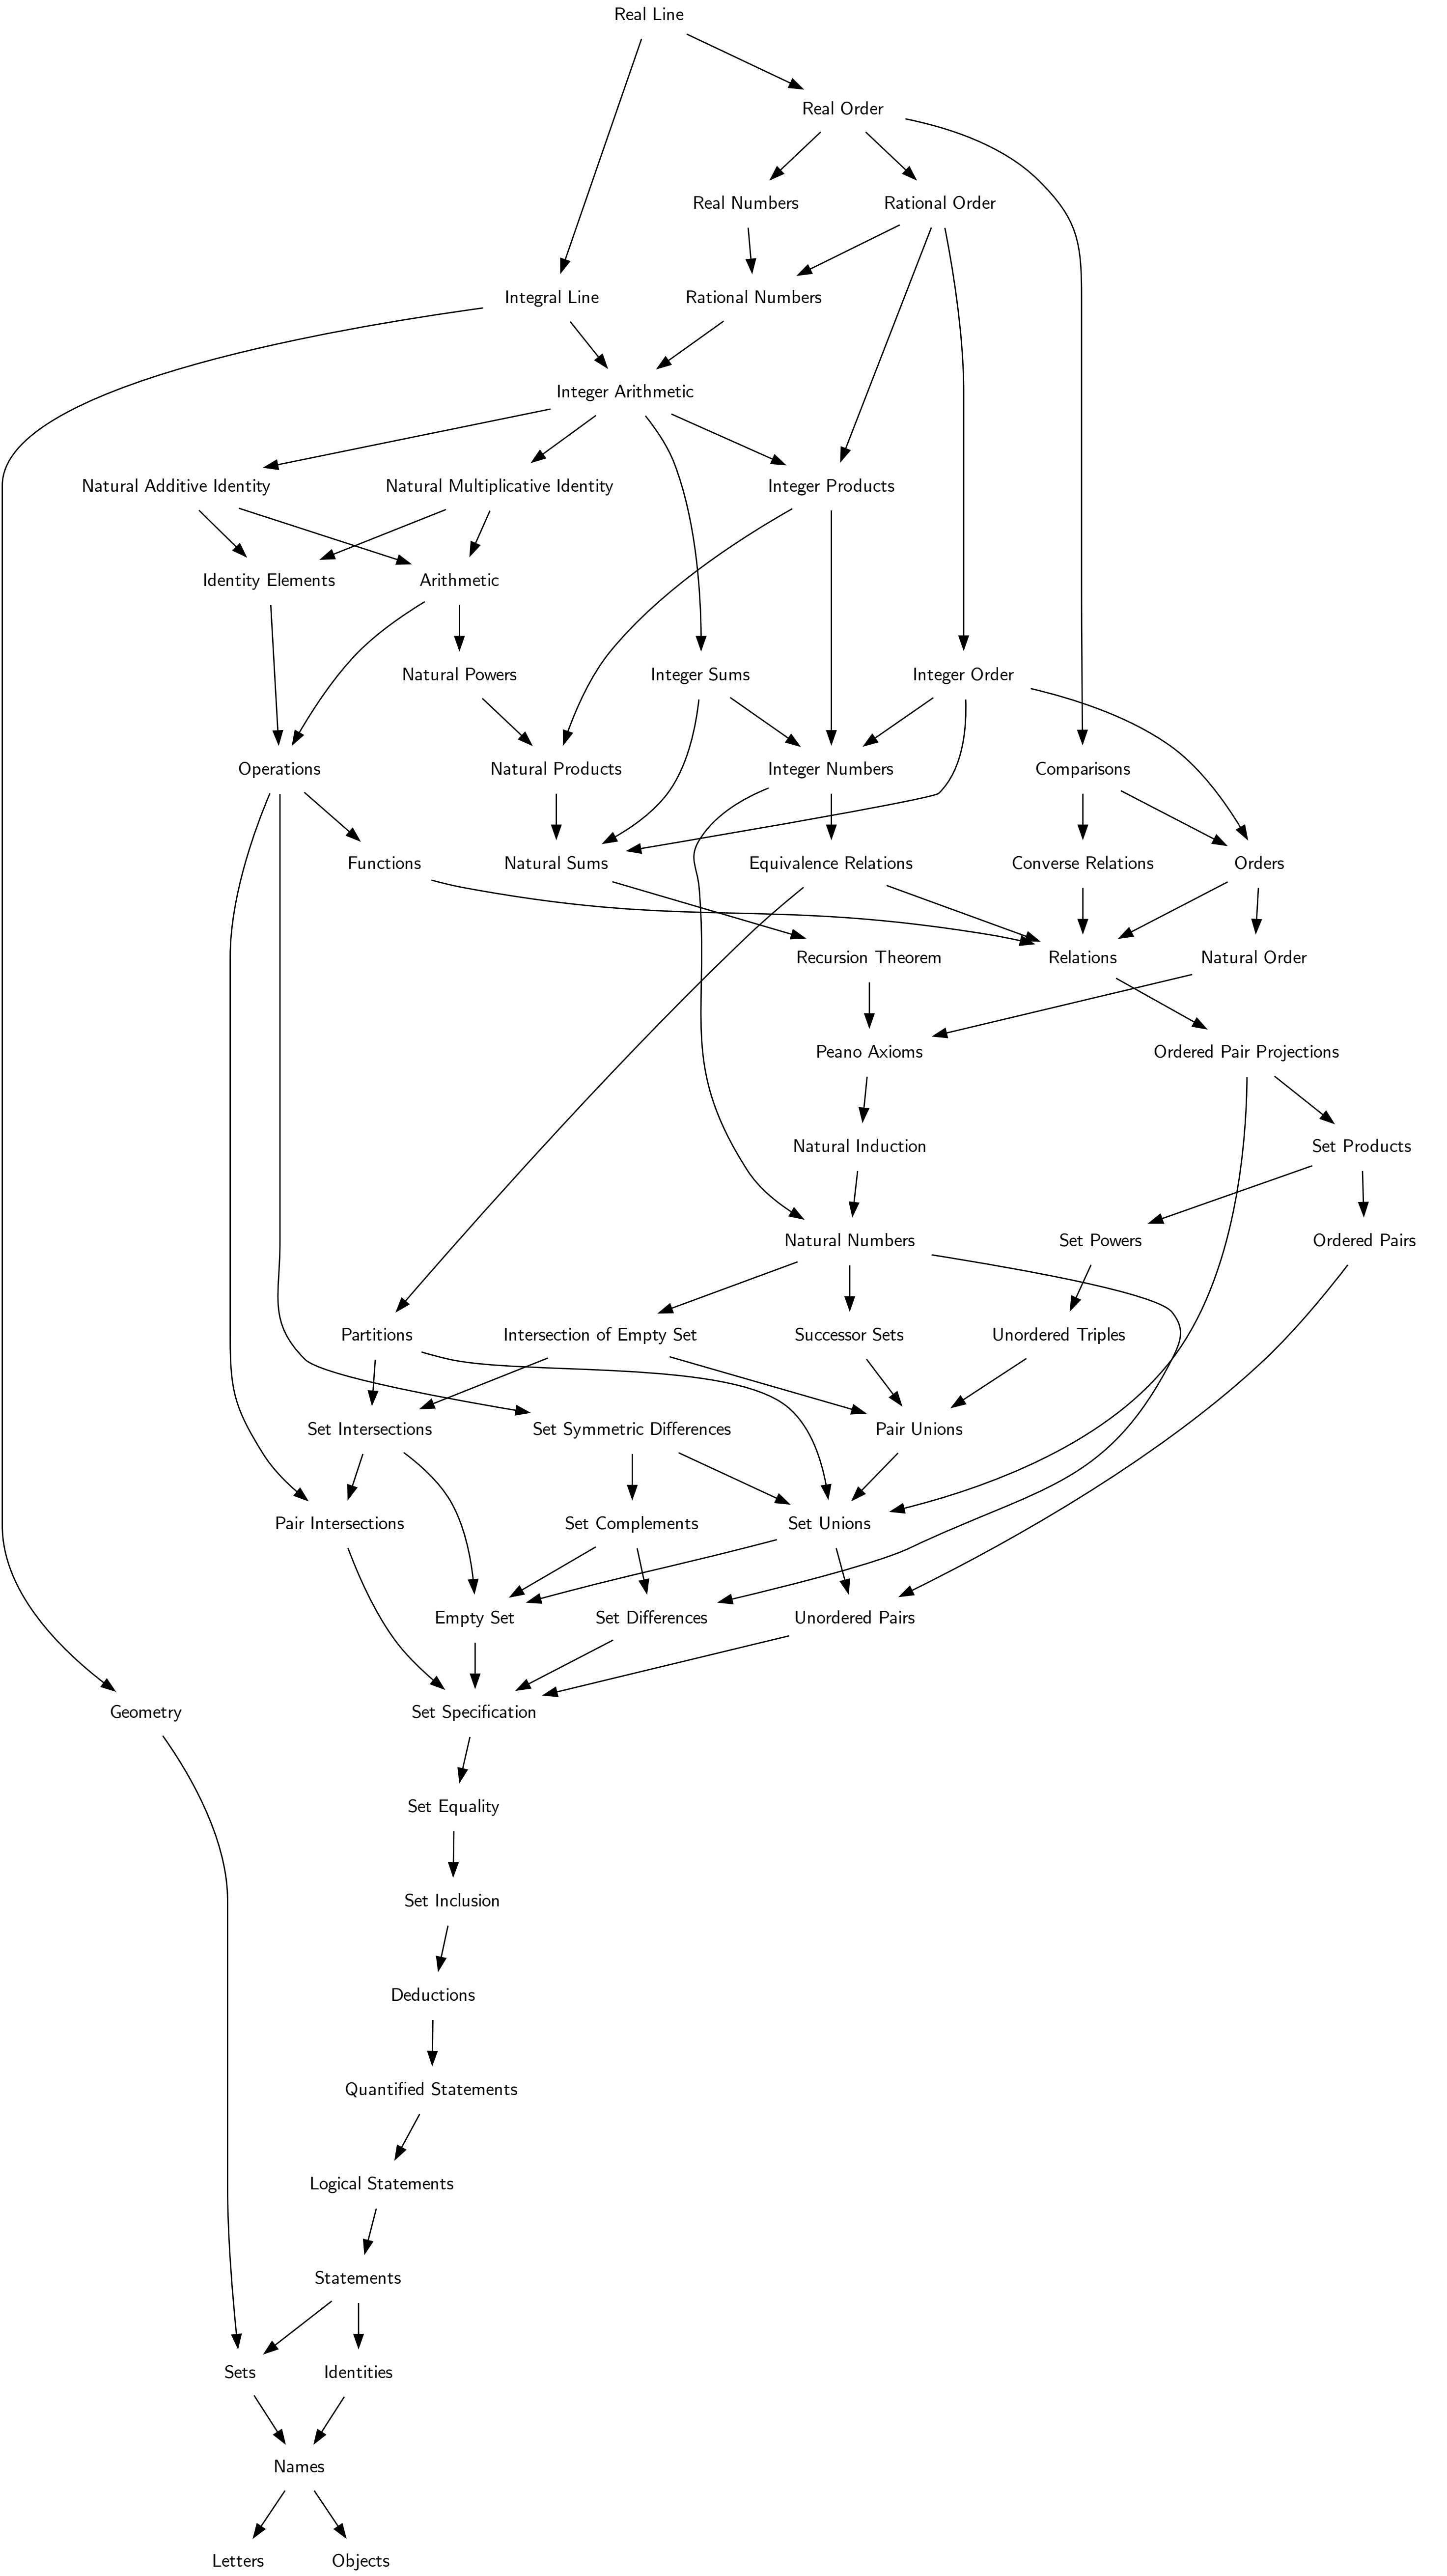 Real Line
Real Order
Real Numbers
Rational Order
Integral Line
Rational Numbers
Integer Arithmetic
Natural Additive Identity
Natural Multiplicative Identity
Integer Products
Identity Elements
Arithmetic
Natural Powers
Integer Sums
Integer Order
Operations
Natural Products
Integer Numbers
Comparisons
Functions
Natural Sums
Equivalence Relations
Converse Relations
Orders
Recursion Theorem
Relations
Natural Order
Peano Axioms
Ordered Pair Projections
Natural Induction
Set Products
Natural Numbers
Set Powers
Ordered Pairs
Partitions
Intersection of Empty Set
Successor Sets
Unordered Triples
Set Intersections
Set Symmetric Differences
Pair Unions
Pair Intersections
Set Complements
Set Unions
Empty Set
Set Differences
Unordered Pairs
Geometry
Set Specification
Set Equality
Set Inclusion
Deductions
Quantified Statements
Logical Statements
Statements
Sets
Identities
Names
Letters
Objects